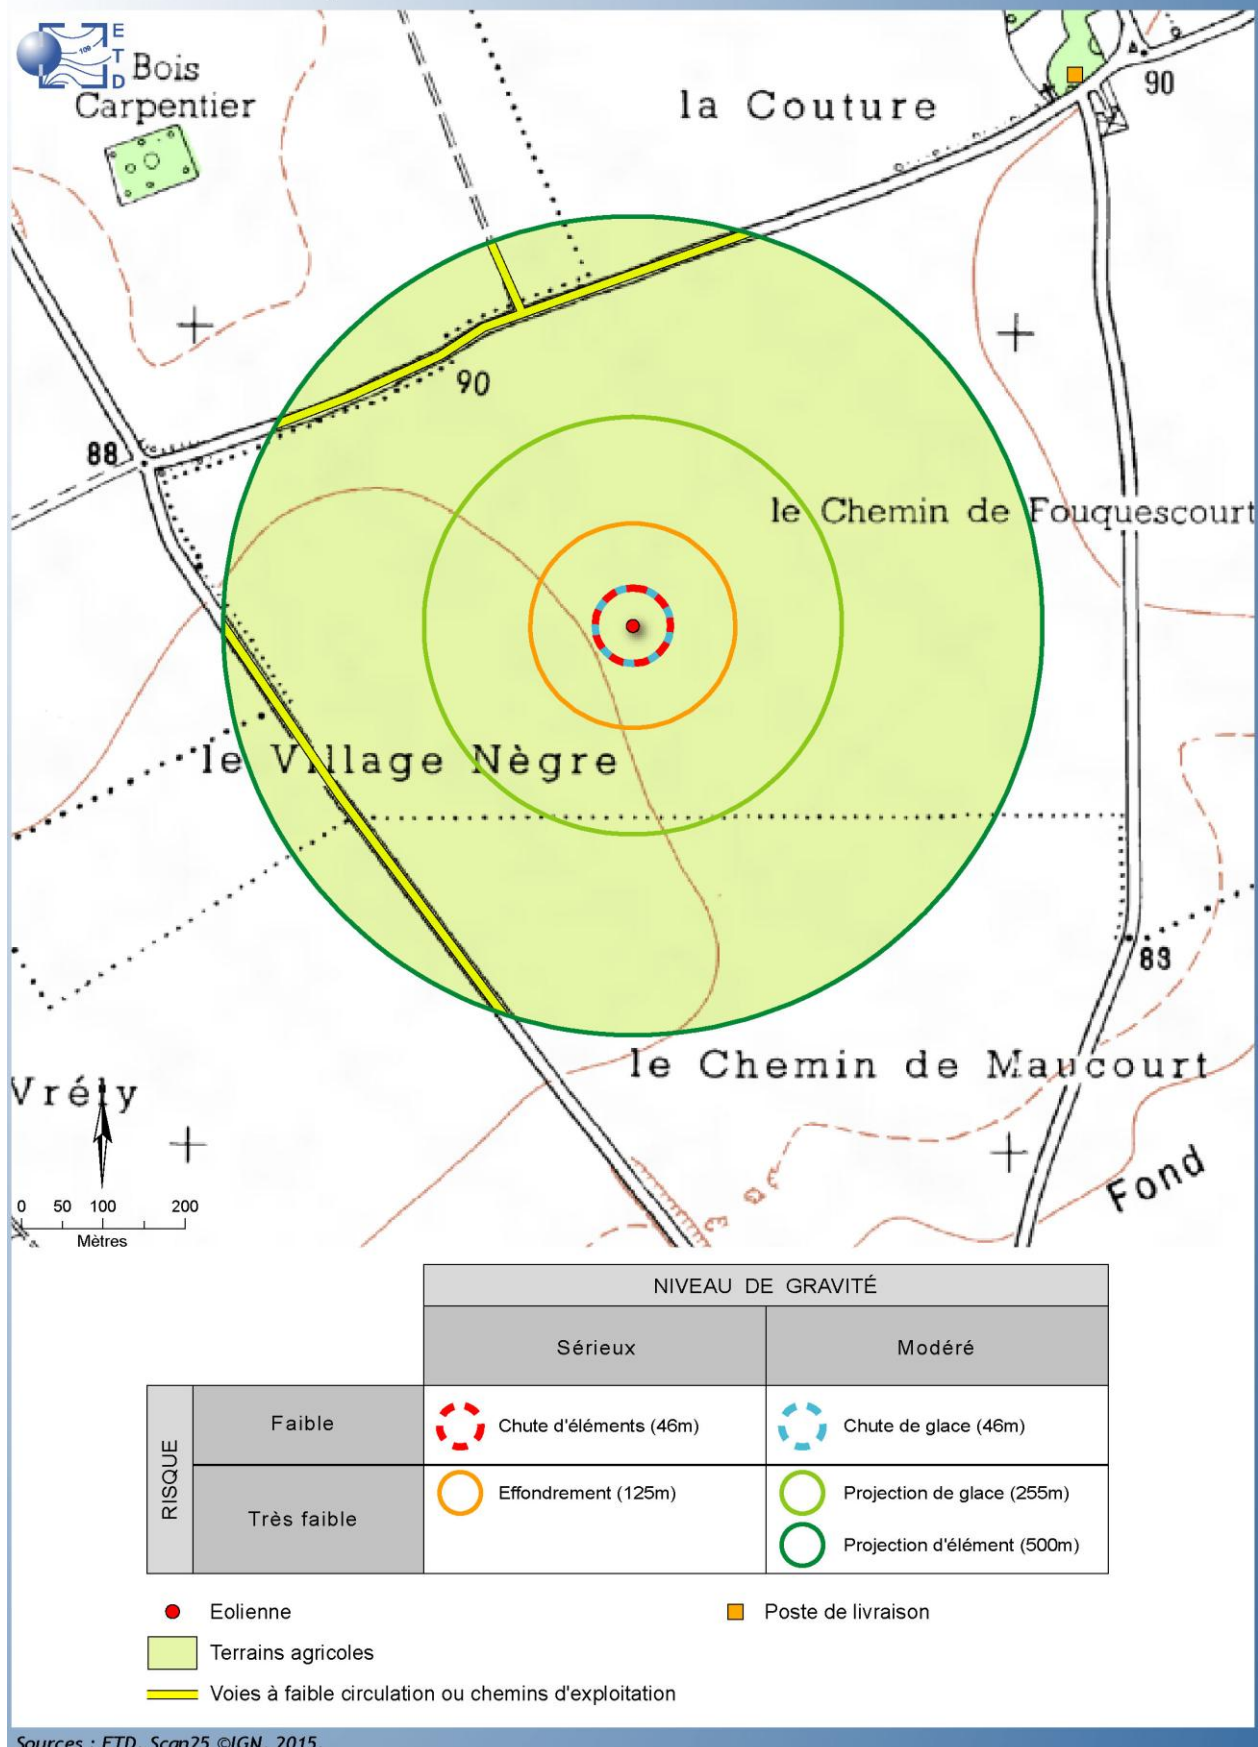 E
T
D
109
Bois
Carpentier
la Couture
90
90
88
le Chemin de Fouquescourt
le Village Nègre
83
le Chemin de Maucourt
Vrély
Fond
0 50 100 200
Mètres
NIVEAU DE GRAVITÉ
Sérieux Modéré
RISQUE
Faible Chute d'éléments (46m) Chute de glace (46m)
Très faible Effondrement (125m) Projection de glace (255m)
Projection d'élément (500m)
Eolienne Poste de livraison
Terrains agricoles
Voies à faible circulation ou chemins d'exploitation
Sources : ETD, Scan25 ©IGN, 2015